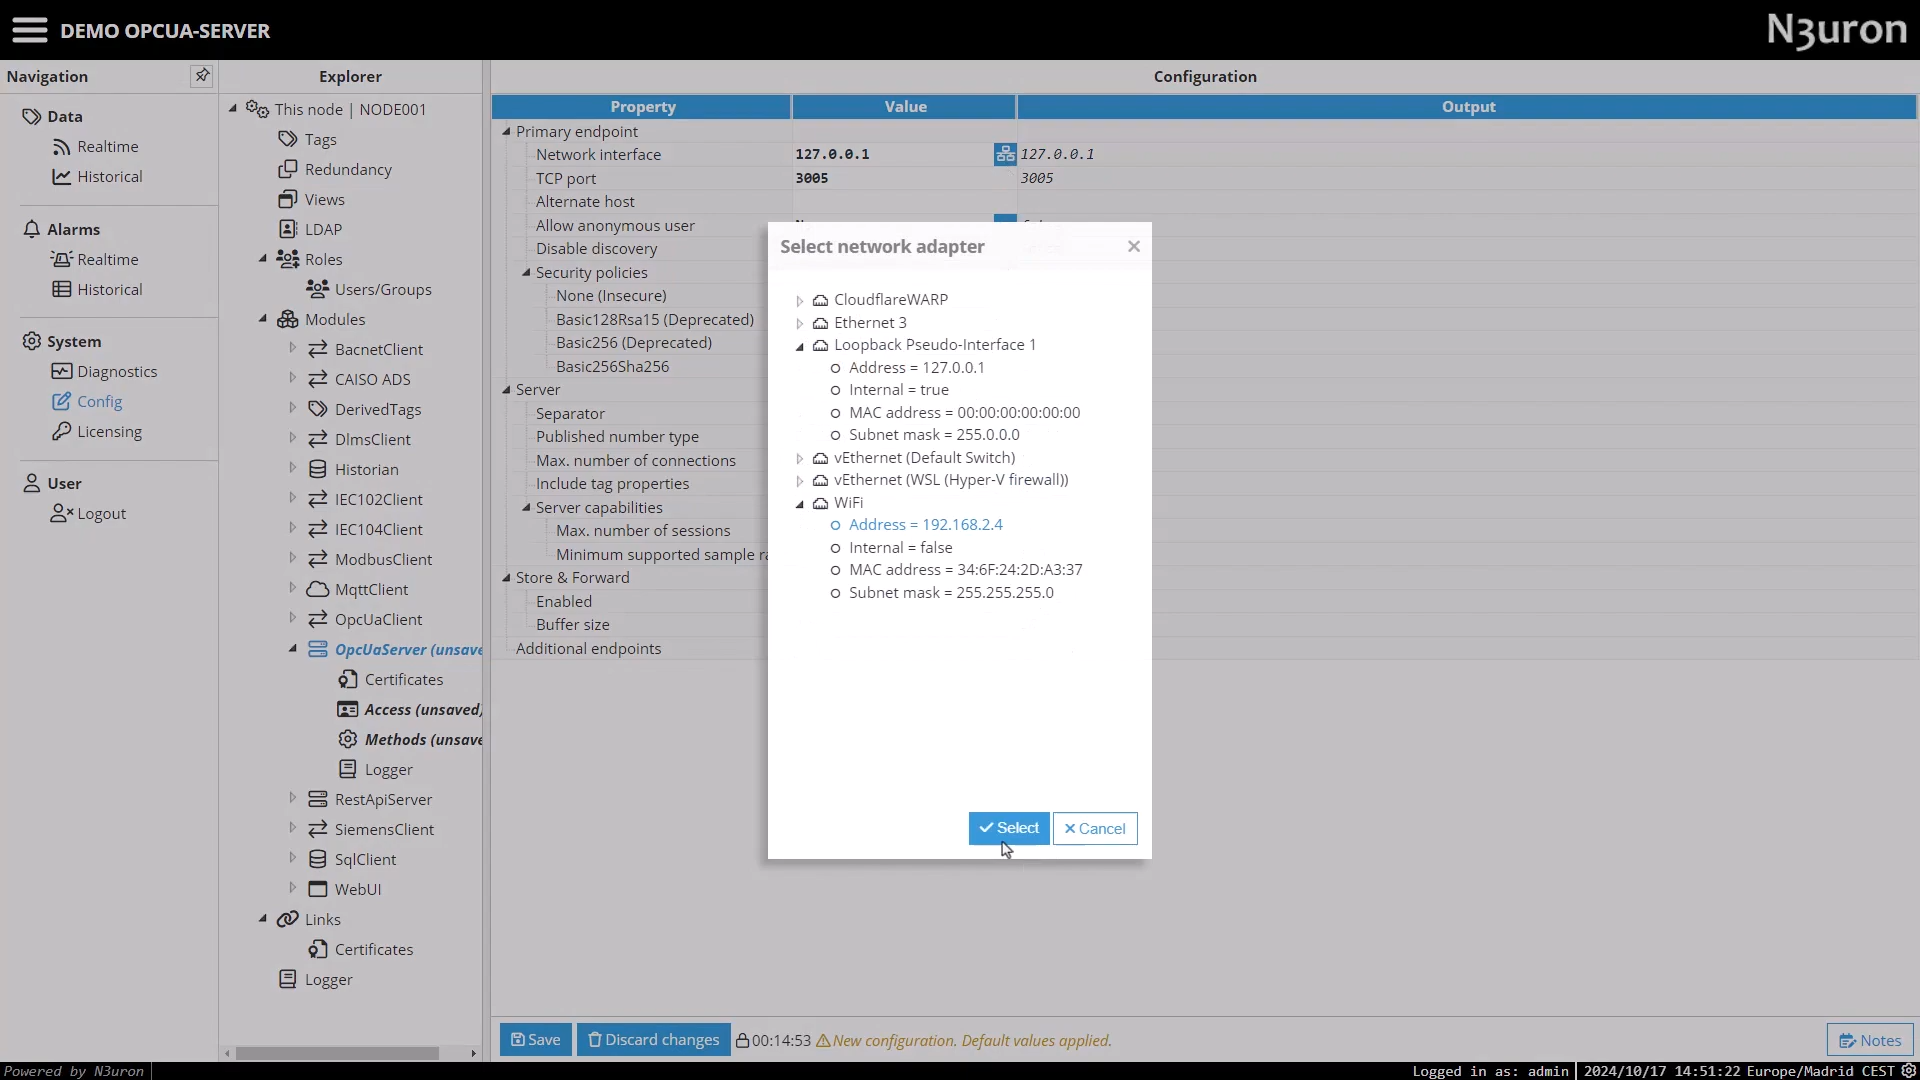 DEMO OPCUA-SERVER
N3uron
Navigation
Data
Realtime
Historical
Alarms
Realtime
Historical
System
Diagnostics
Config
Licensing
User
Logout
Explorer
This node | NODE001
Tags
Redundancy
Views
LDAP
Roles
Users/Groups
Modules
BacnetClient
CAISO ADS
DerivedTags
DlmsClient
Historian
IEC102Client
IEC104Client
ModbusClient
MqttClient
OpcUaClient
OpcUaServer (unsave
Certificates
Access (unsaved)
Methods (unsave
Logger
RestApiServer
SiemensClient
SqlClient
WebUI
Links
Certificates
Logger
Configuration
Property Value Output
Primary endpoint
Network interface 127.0.0.1 127.0.0.1
TCP port 3005 3005
Alternate host
Allow anonymous user
Disable discovery
Security policies
None (Insecure)
Basic128Rsa15 (Deprecated)
Basic256 (Deprecated)
Basic256Sha256
Server
Separator
Published number type
Max. number of connections
Include tag properties
Server capabilities
Max. number of sessions
Minimum supported sample ra
Store & Forward
Enabled
Buffer size
Additional endpoints
Select network adapter
CloudflareWARP
Ethernet 3
Loopback Pseudo-Interface 1
Address = 127.0.0.1
Internal = true
MAC address = 00:00:00:00:00:00
Subnet mask = 255.0.0.0
vEthernet (Default Switch)
vEthernet (WSL (Hyper-V firewall))
WiFi
Address = 192.168.2.4
Internal = false
MAC address = 34:6F:24:2D:A3:37
Subnet mask = 255.255.255.0
Select Cancel
Save Discard changes 00:14:53 New configuration. Default values applied. Notes
Powered by N3uron Logged in as: admin 2024/10/17 14:51:22 Europe/Madrid CEST